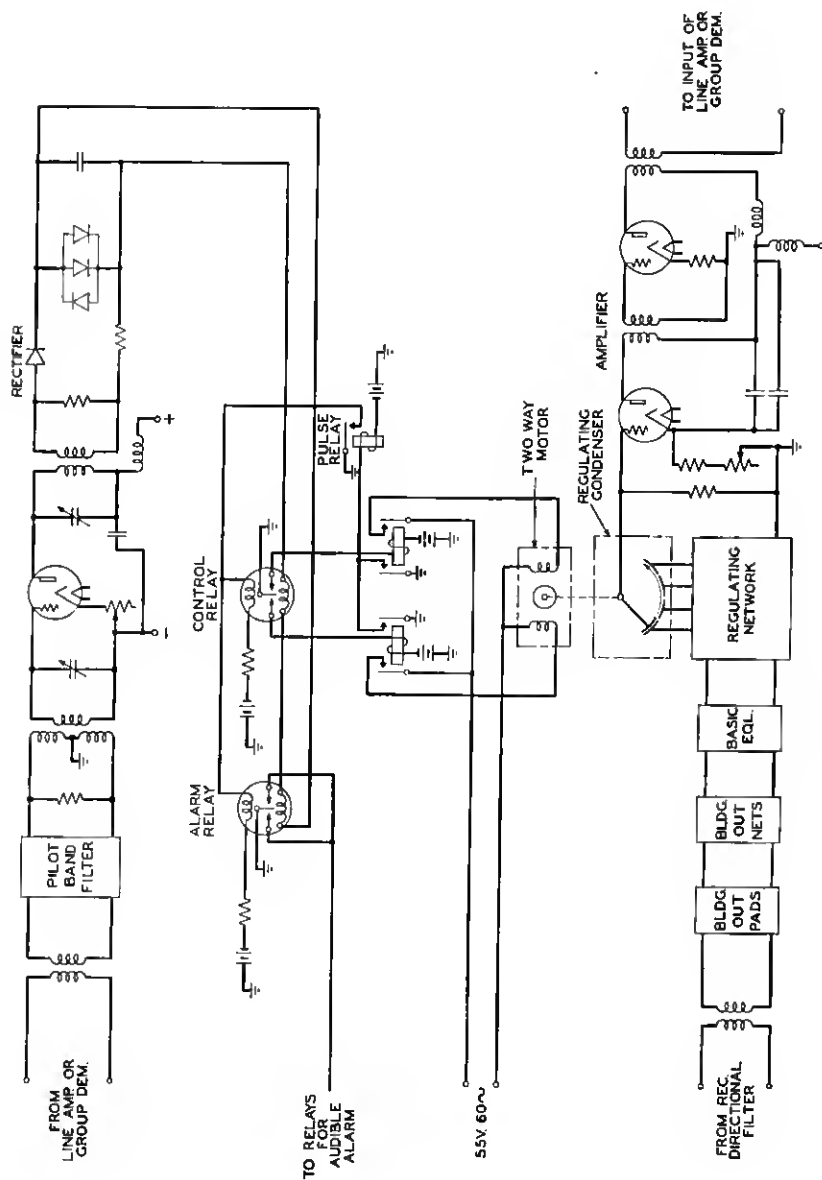 FROM
LINE AMP. OR
GROUP DEM.
PILOT
BAND
FILTER
-
+
RECTIFIER
ALARM
RELAY
CONTROL
RELAY
PULSE
RELAY
TO RELAYS
FOR
AUDIBLE
ALARM
55V. 60~
TWO WAY
MOTOR
REGULATING
CONDENSER
AMPLIFIER
TO INPUT OF
LINE AMP. OR
GROUP DEM.
FROM REC.
DIRECTIONAL
FILTER
BLDG.
OUT
PADS
BLDG.
OUT
NETS
BASIC
EQL.
REGULATING
NETWORK